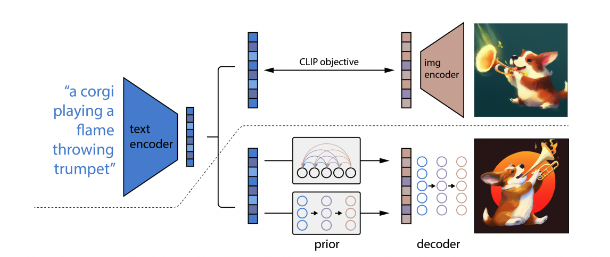 “a corgi
playing a
flame
throwing
trumpet”
text
encoder
CLIP objective
img
encoder
prior
decoder